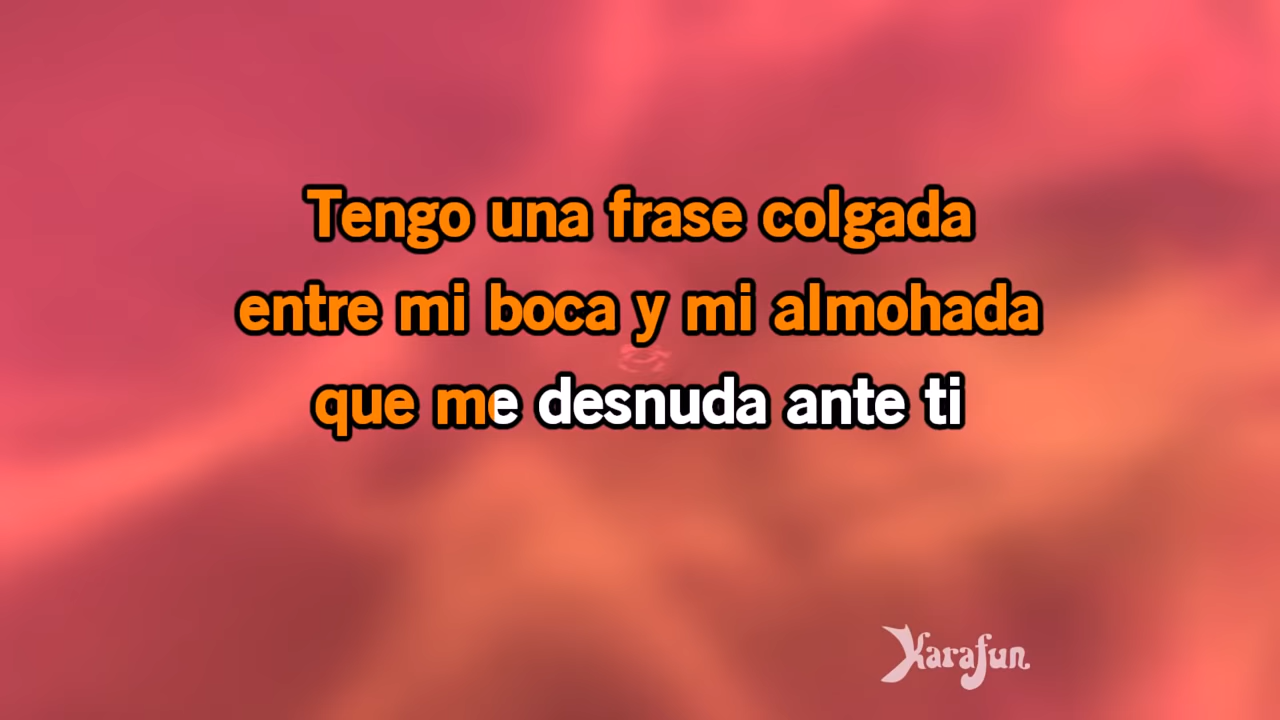 Tengo una frase colgada
entre mi boca y mi almohada
que me desnuda ante ti
Karafun